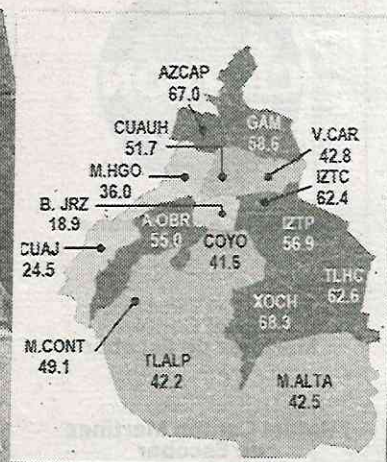 AZCAP
67.0
GAM
68.6
CUAUH
51.7
V.CAR
42.8
M.HGO
36.0
IZTC
62.4
B. JRZ
18.9
A.OBR
55.0
COYO
41.5
IZTP
56.9
CUAJ
24.5
TLHC
62.6
XOCH
68.3
M.CONT
49.1
TLALP
42.2
M.ALTA
42.5